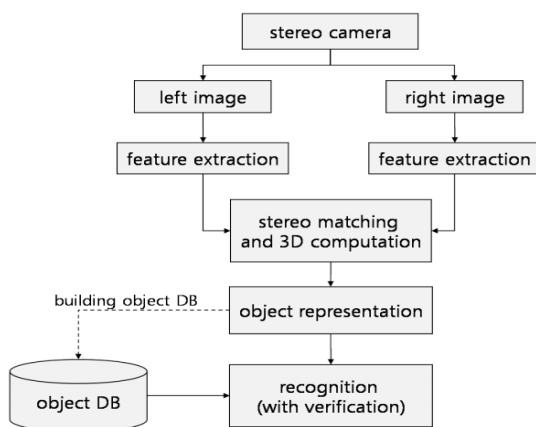 stereo camera
left image
right image
feature extraction
feature extraction
stereo matching
and 3D computation
building object DB
object representation
object DB
recognition
(with verification)